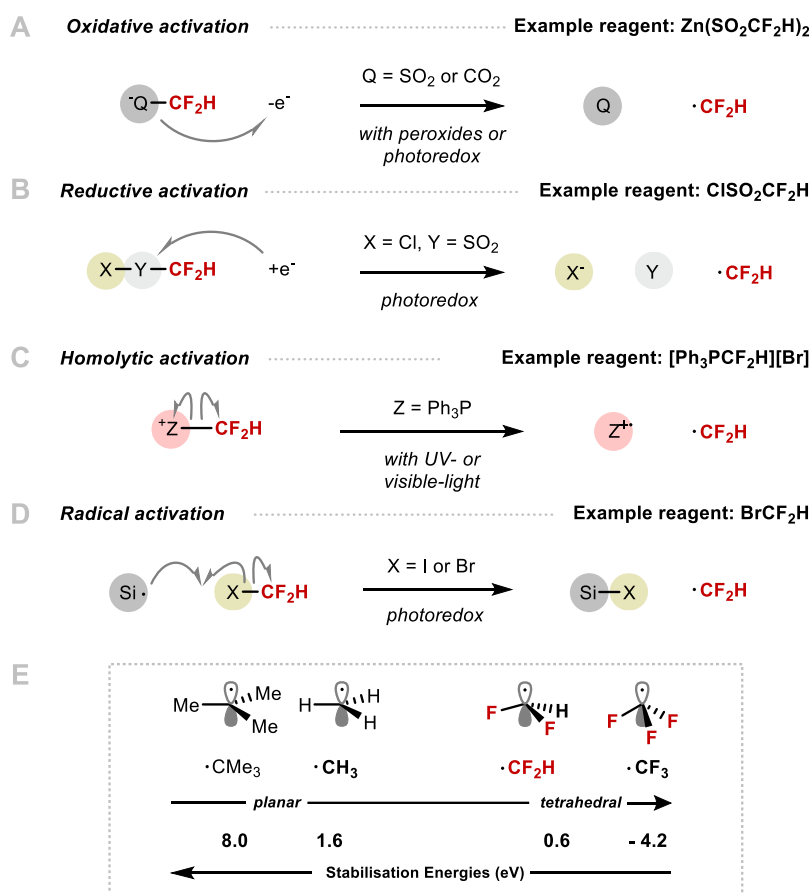 A Oxidative activation Example reagent: Zn(SO₂CF₂H)₂
Q = SO₂ or CO₂
⁻Q CF₂H -e⁻ Q ·CF₂H
with peroxides or
photoredox
B Reductive activation Example reagent: ClSO₂CF₂H
X = Cl, Y = SO₂
X Y CF₂H +e⁻ X⁻ Y ·CF₂H
photoredox
C Homolytic activation Example reagent: [Ph₃PCF₂H][Br]
Z = Ph₃P
⁺Z CF₂H Z⁺· ·CF₂H
with UV- or
visible-light
D Radical activation Example reagent: BrCF₂H
X = I or Br
Si· X CF₂H Si X ·CF₂H
photoredox
E
Me Me Me H H H F F H F F F
·CMe₃ ·CH₃ ·CF₂H ·CF₃
planar tetrahedral
8.0 1.6 0.6 - 4.2
Stabilisation Energies (eV)